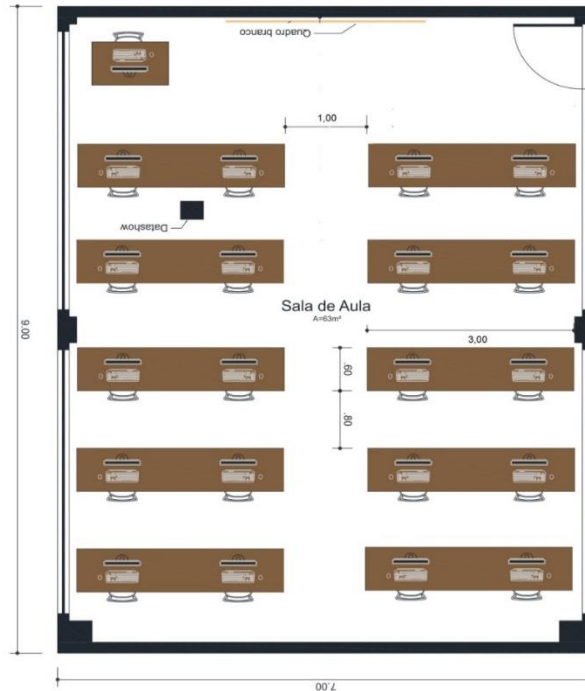 Quadro branco
1,00
Datashow
Sala de Aula
A=63m²
9.00
3,00
.60
.80
7.00